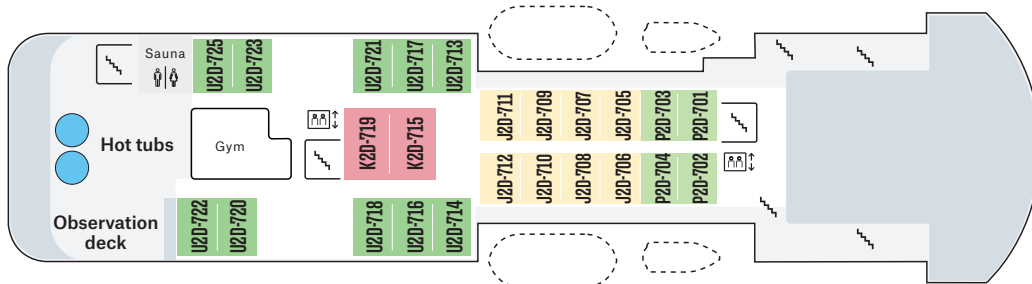 Sauna
U2D-725
U2D-723
U2D-721
U2D-717
U2D-713
J2D-711
J2D-709
J2D-707
J2D-705
P2D-703
P2D-701
Hot tubs
Gym
K2D-719
K2D-715
J2D-712
J2D-710
J2D-708
J2D-706
P2D-704
P2D-702
Observation
deck
U2D-722
U2D-720
U2D-718
U2D-716
U2D-714